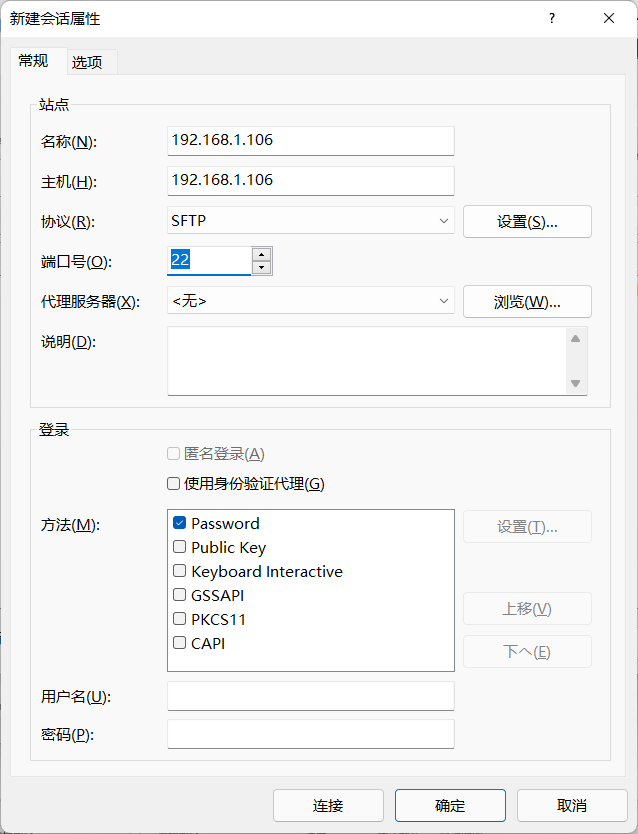 新建会话属性 ?
常规 选项
站点
名称(N): 192.168.1.106
主机(H): 192.168.1.106
协议(R): SFTP 设置(S)...
端口号(O): 22
代理服务器(X): <无> 浏览(W)...
说明(D):
登录
匿名登录(A)
使用身份验证代理(G)
方法(M): Password 设置(T)...
Public Key
Keyboard Interactive
GSSAPI 上移(V)
PKCS11
CAPI 下へ(E)
用户名(U):
密码(P):
连接 确定 取消